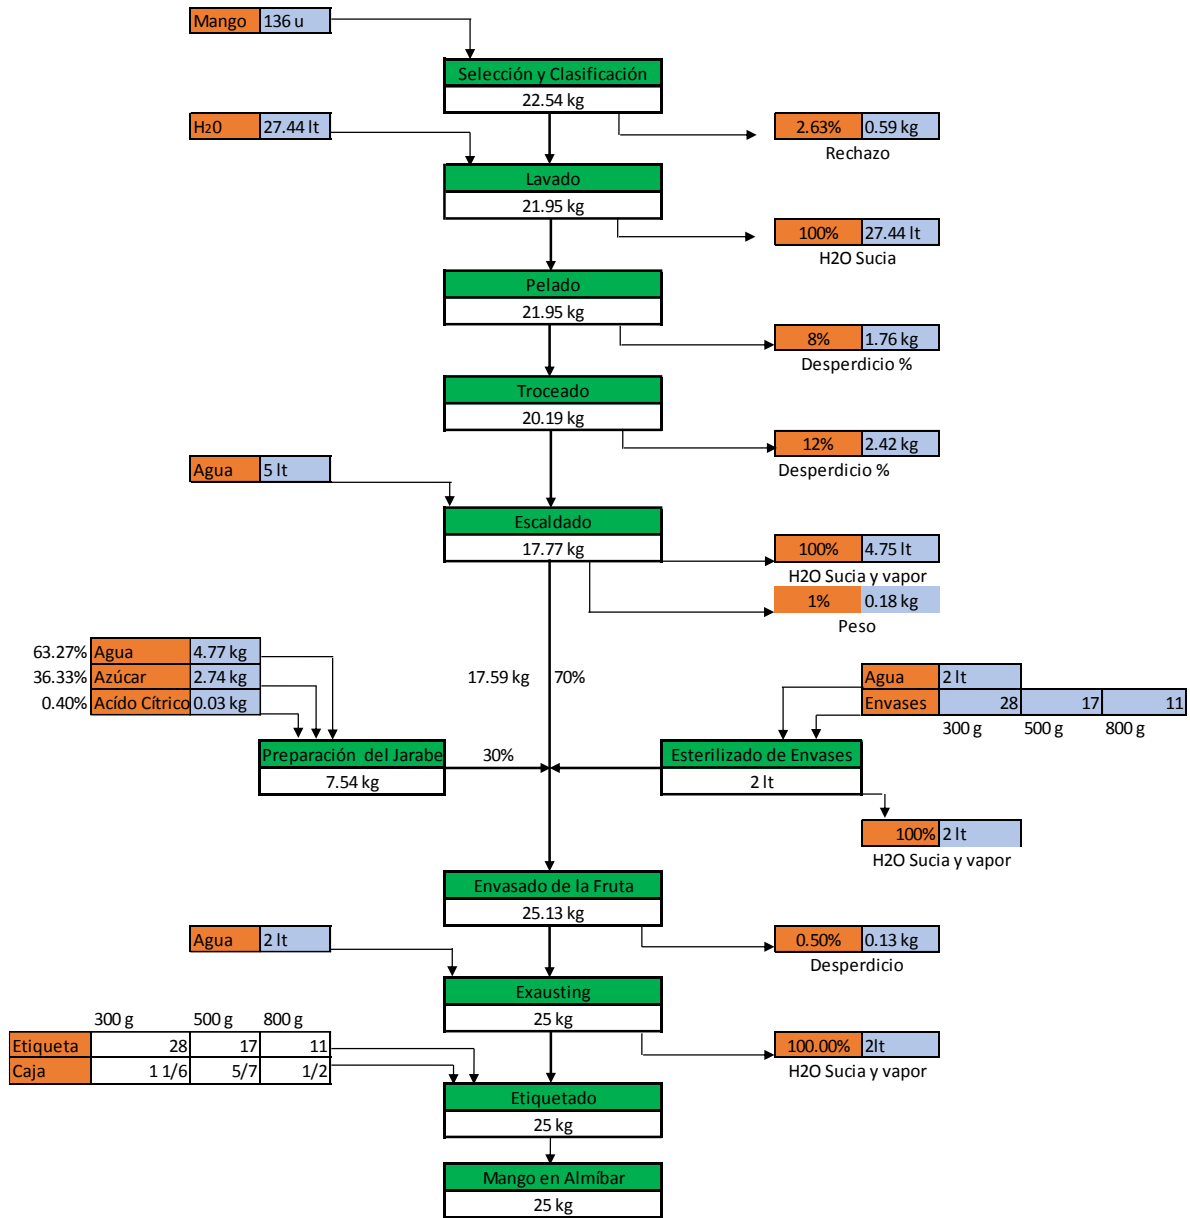 Mango 136 u
Selección y Clasificación
22.54 kg
H20 27.44 lt
2.63% 0.59 kg
Rechazo
Lavado
21.95 kg
100% 27.44 lt
H2O Sucia
Pelado
21.95 kg
8% 1.76 kg
Desperdicio %
Troceado
20.19 kg
12% 2.42 kg
Desperdicio %
Agua 5 lt
Escaldado
17.77 kg
100% 4.75 lt
H2O Sucia y vapor
1% 0.18 kg
Peso
63.27% Agua 4.77 kg
36.33% Azúcar 2.74 kg
0.40% Acído Cítrico 0.03 kg
17.59 kg 70%
Agua 2 lt
Envases 28 17 11
300 g 500 g 800 g
Preparación del Jarabe
7.54 kg
30%
Esterilizado de Envases
2 lt
100% 2 lt
H2O Sucia y vapor
Envasado de la Fruta
25.13 kg
0.50% 0.13 kg
Desperdicio
Agua 2 lt
Exausting
25 kg
100.00% 2lt
H2O Sucia y vapor
300 g 500 g 800 g
Etiqueta 28 17 11
Caja 1 1/6 5/7 1/2
Etiquetado
25 kg
Mango en Almíbar
25 kg